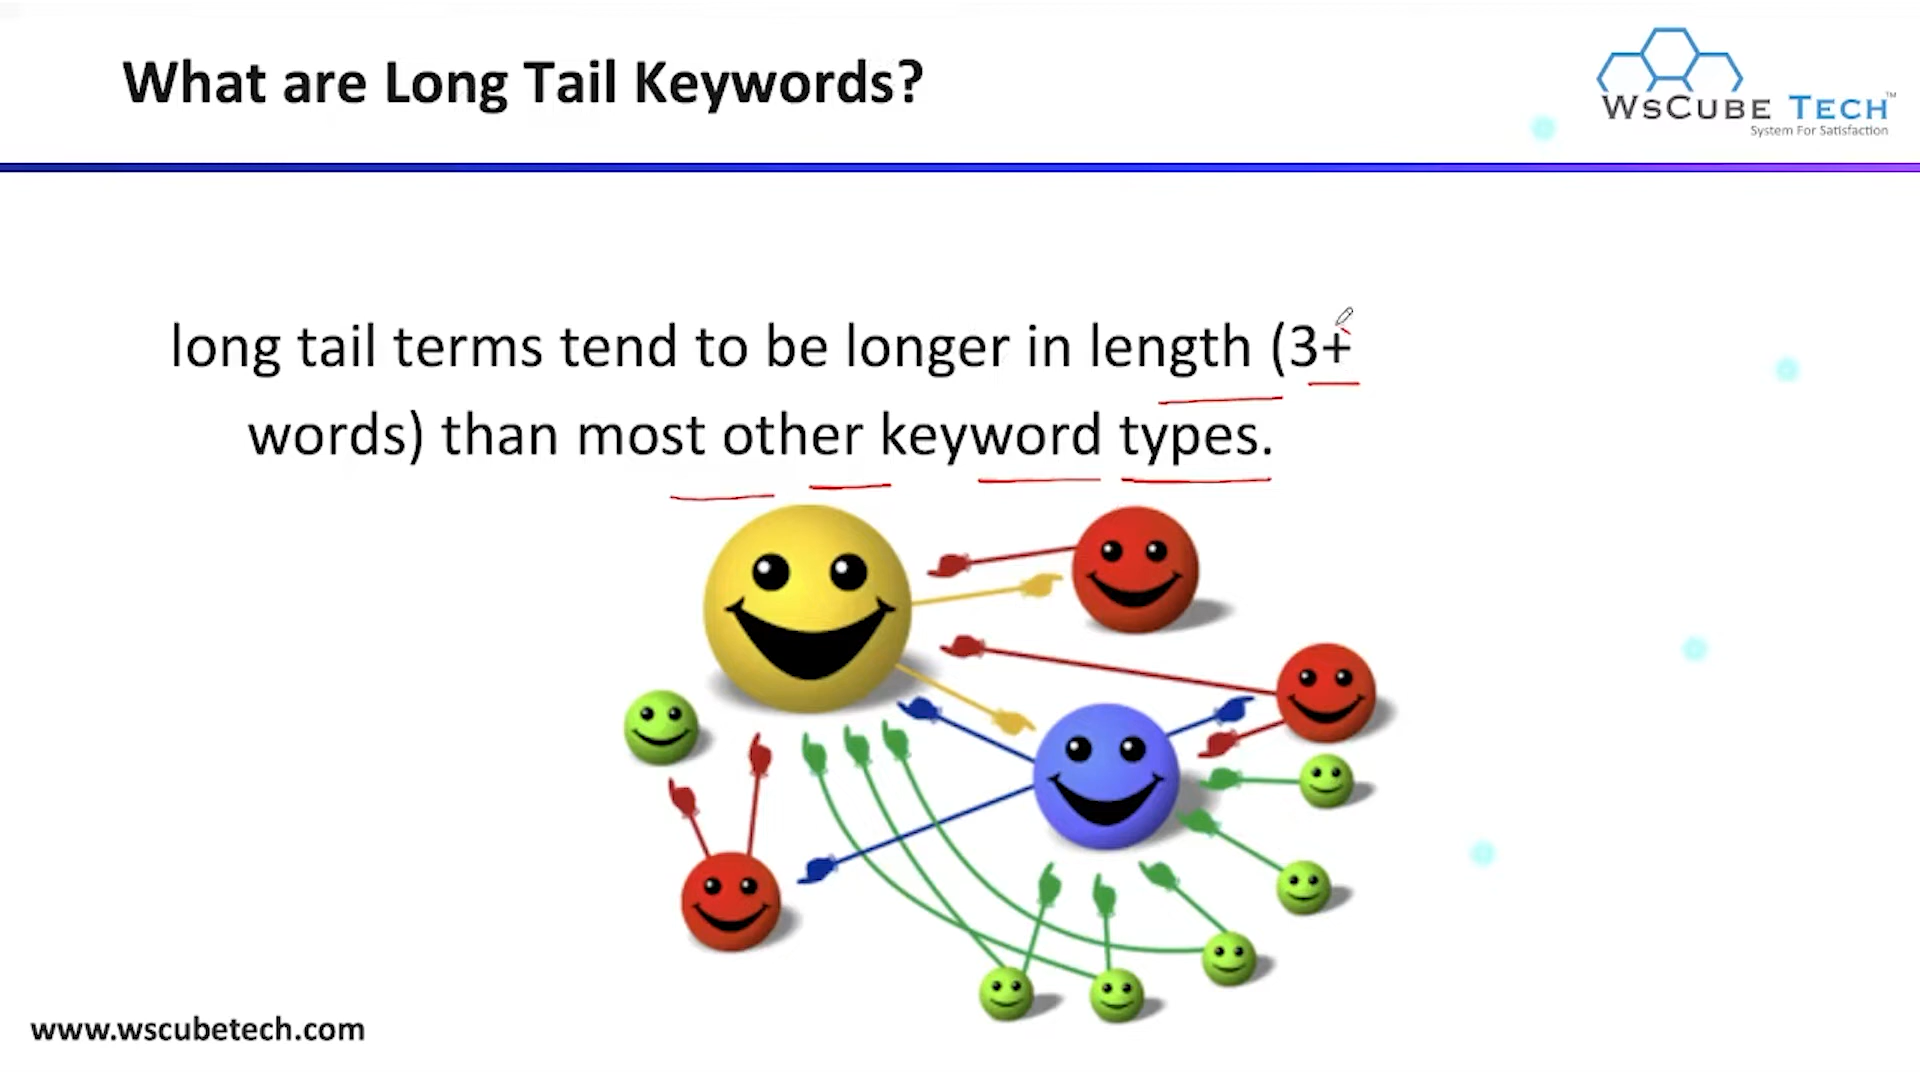 What are Long Tail Keywords?
WsCube Tech™
System For Satisfaction
long tail terms tend to be longer in length (3+
words) than most other keyword types.
www.wscubetech.com